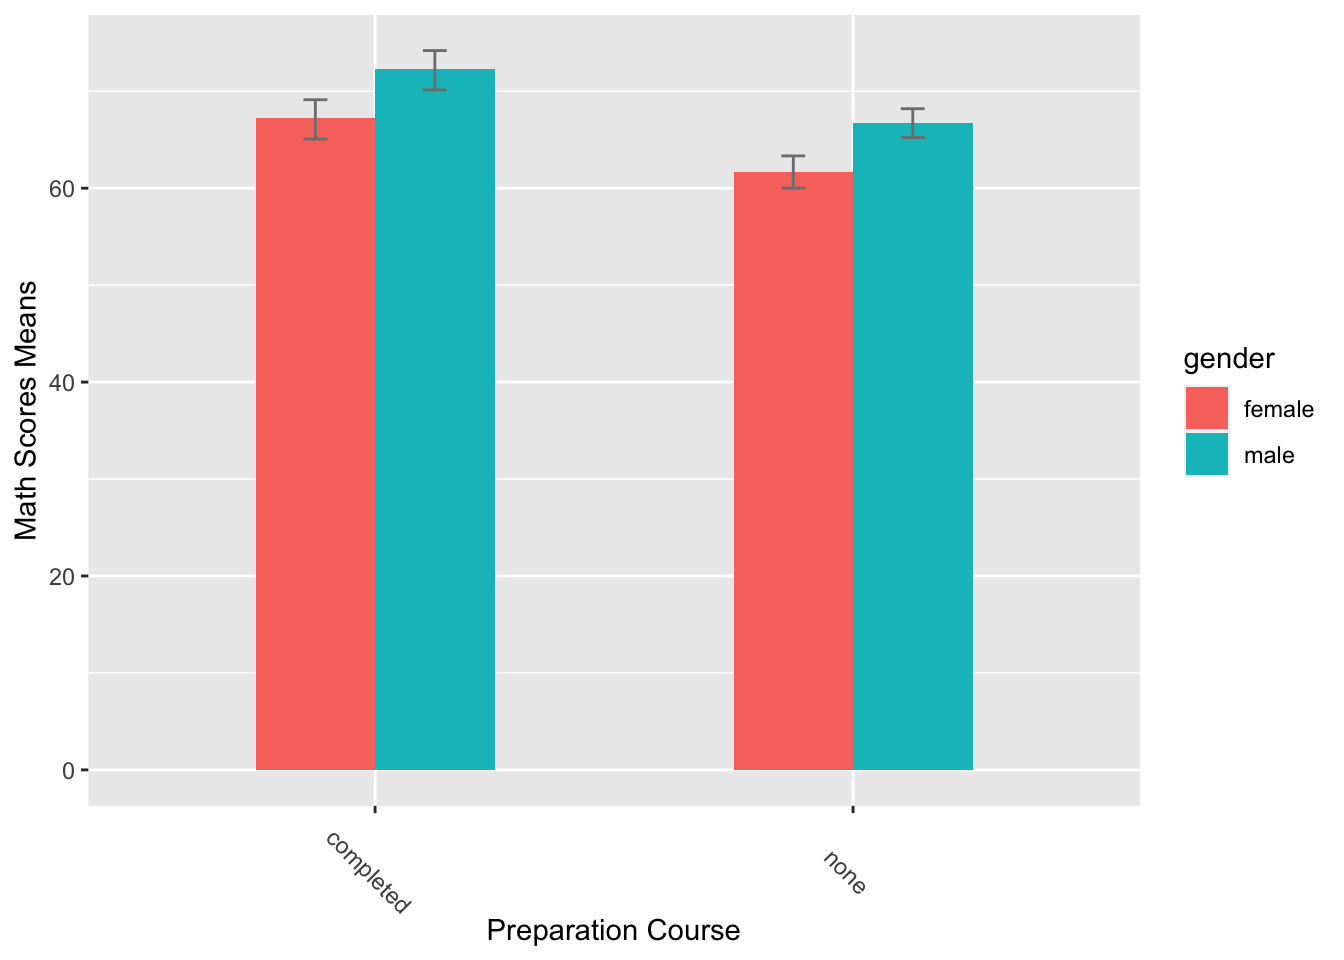 Math Scores Means
60
40
20
0
completed
none
Preparation Course
gender
female
male